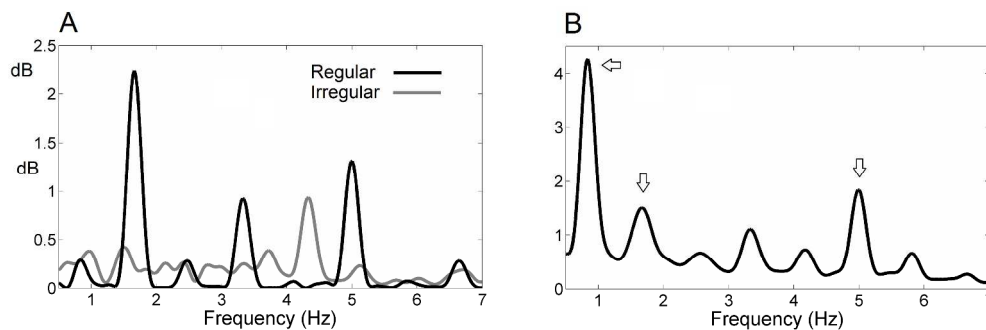 A
2.5
dB
2
1.5
dB
1
0.5
0
Regular
Irregular
1 2 3 4 5 6 7
Frequency (Hz)
B
4
3
2
1
0
1 2 3 4 5 6
Frequency (Hz)